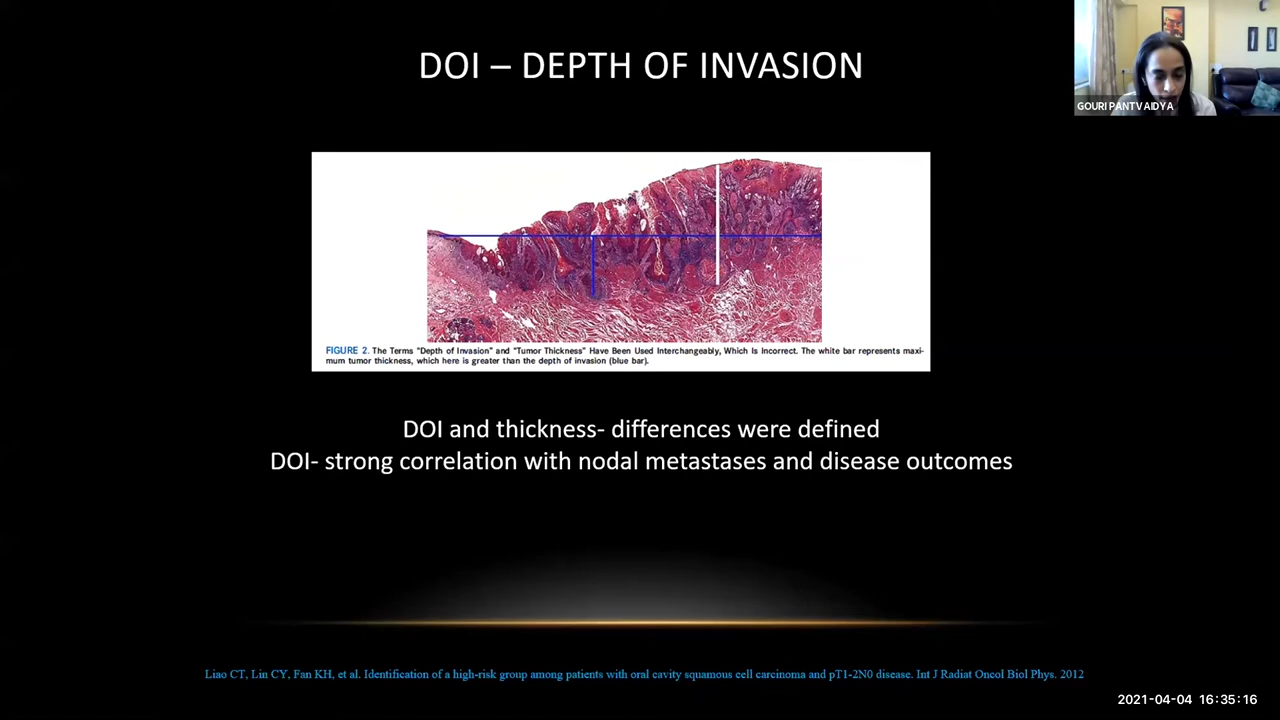 DOI – DEPTH OF INVASION
GOURI PANTVAIDYA
FIGURE 2. The Terms "Depth of Invasion" and "Tumor Thickness" Have Been Used Interchangeably, Which Is Incorrect. The white bar represents maxi-
mum tumor thickness, which here is greater than the depth of invasion (blue bar).
DOI and thickness- differences were defined
DOI- strong correlation with nodal metastases and disease outcomes
Liao CT, Lin CY, Fan KH, et al. Identification of a high-risk group among patients with oral cavity squamous cell carcinoma and pT1-2N0 disease. Int J Radiat Oncol Biol Phys. 2012
2021-04-04 16:35:16